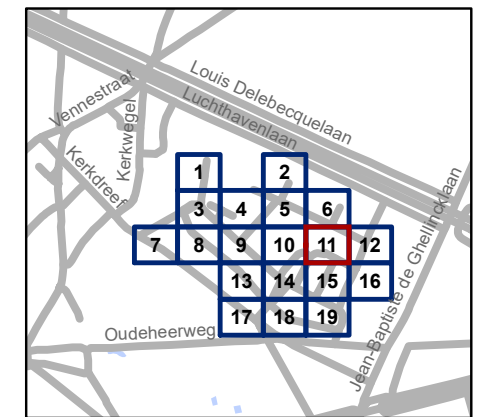 Louis Delebecquelaan
Luchthavenlaan
Vennestraat
Kerkwegel
Kerkdreef
1 2
3 4 5 6
7 8 9 10 11 12
13 14 15 16
17 18 19
Oudeheerweg
Jean-Baptiste de Ghellincklaan